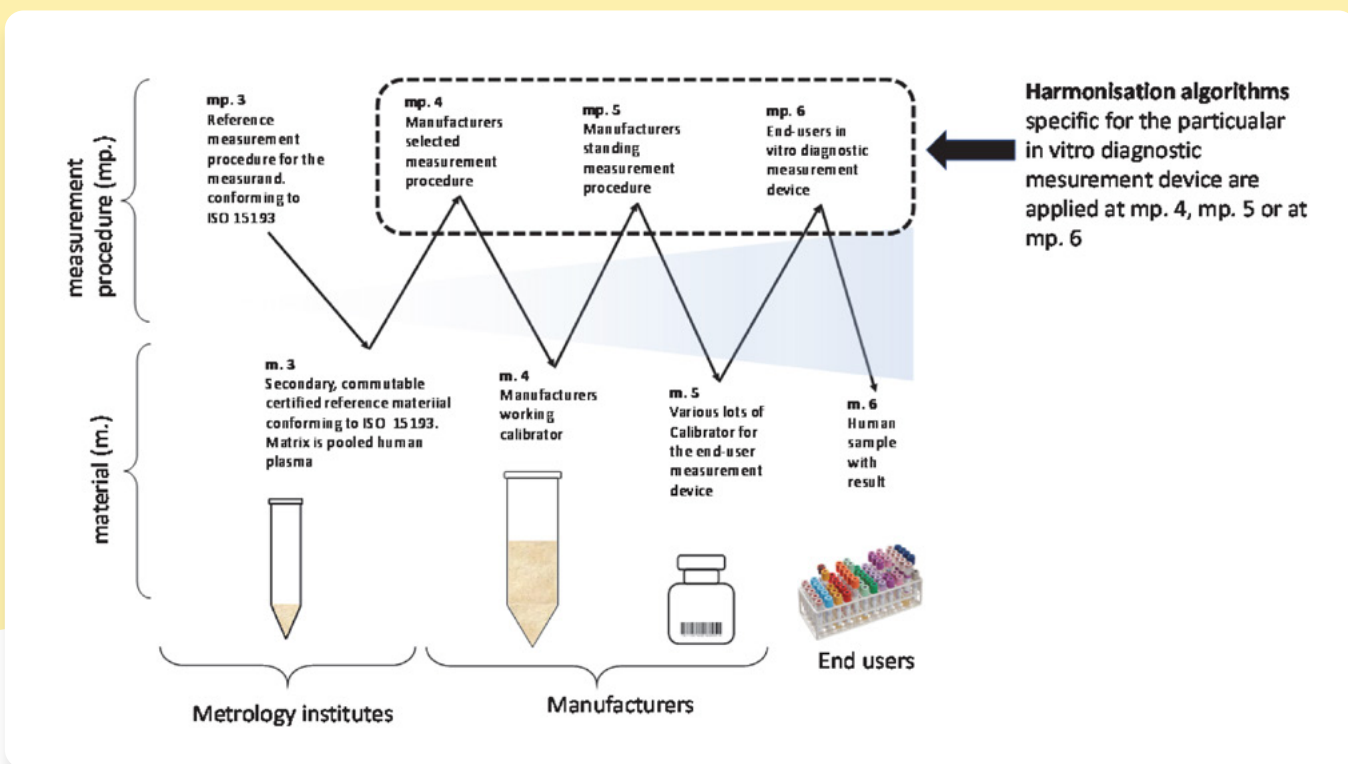 measurement
procedure (mp.)
mp. 3
Reference
measurement
procedure for the
measurand.
conforming to
ISO 15193
mp. 4
Manufacturers
selected
measurement
procedure
mp. 5
Manufacturers
standing
measurement
procedure
mp. 6
End-users in
vitro diagnostic
measurement
device
Harmonisation algorithms
specific for the particualar
in vitro diagnostic
mesurement device are
applied at mp. 4, mp. 5 or at
mp. 6
material (m.)
m. 3
Secondary, commutable
certified reference materiial
conforming to ISO 15193.
Matrix is pooled human
plasma
m. 4
Manufacturers
working
calibrator
m. 5
Various lots of
Calibrator for
the end-user
measurement
device
m. 6
Human
sample
with
result
Metrology institutes
Manufacturers
End users